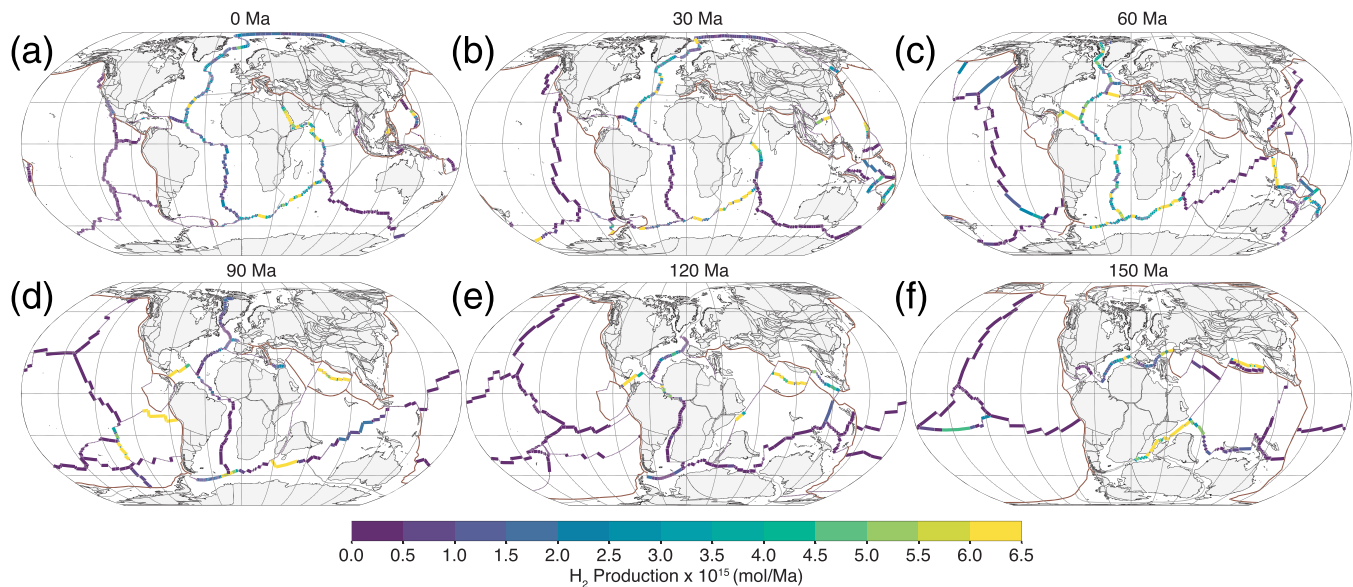 0 Ma
30 Ma
60 Ma
(a)
(b)
(c)
90 Ma
120 Ma
150 Ma
(d)
(e)
(f)
0.0 0.5 1.0 1.5 2.0 2.5 3.0 3.5 4.0 4.5 5.0 5.5 6.0 6.5
H₂ Production x 10¹⁵ (mol/Ma)